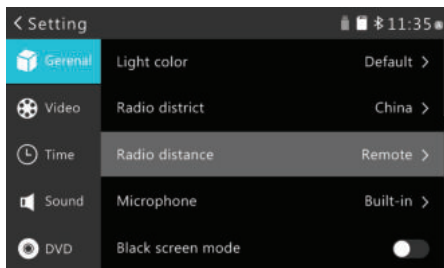 Setting
11:35
Gerenal
Light color
Default
Video
Radio district
China
Time
Radio distance
Remote
Sound
Microphone
Built-in
DVD
Black screen mode